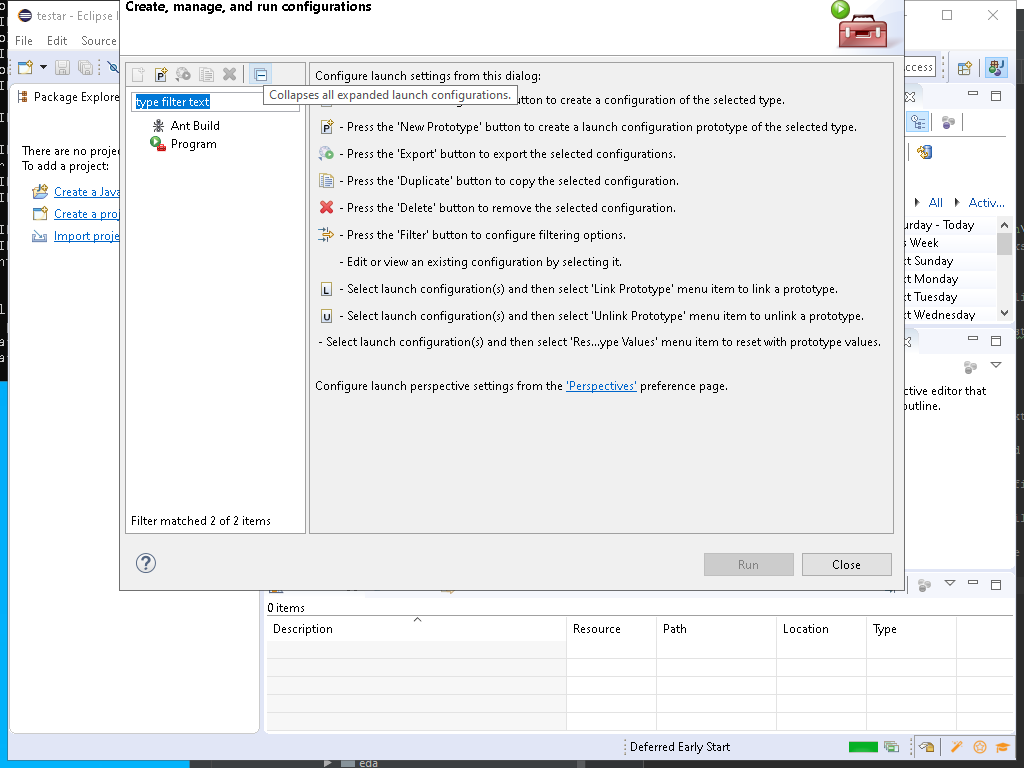 Create, manage, and run configurations
testar - Eclipse
File Edit Source
Package Explore
There are no proje
To add a project:
Create a Java
Create a proj
Import proje
type filter text
Ant Build
Program
Filter matched 2 of 2 items
Configure launch settings from this dialog:
Collapses all expanded launch configurations.
utton to create a configuration of the selected type.
- Press the 'New Prototype' button to create a launch configuration prototype of the selected type.
- Press the 'Export' button to export the selected configurations.
- Press the 'Duplicate' button to copy the selected configuration.
- Press the 'Delete' button to remove the selected configuration.
- Press the 'Filter' button to configure filtering options.
- Edit or view an existing configuration by selecting it.
L - Select launch configuration(s) and then select 'Link Prototype' menu item to link a prototype.
U - Select launch configuration(s) and then select 'Unlink Prototype' menu item to unlink a prototype.
- Select launch configuration(s) and then select 'Res...ype Values' menu item to reset with prototype values.
Configure launch perspective settings from the 'Perspectives' preference page.
Run Close
ccess
All Activ...
urday - Today
s Week
xt Sunday
xt Monday
xt Tuesday
xt Wednesday
ctive editor that
outline.
0 items
Description Resource Path Location Type
Deferred Early Start
eda